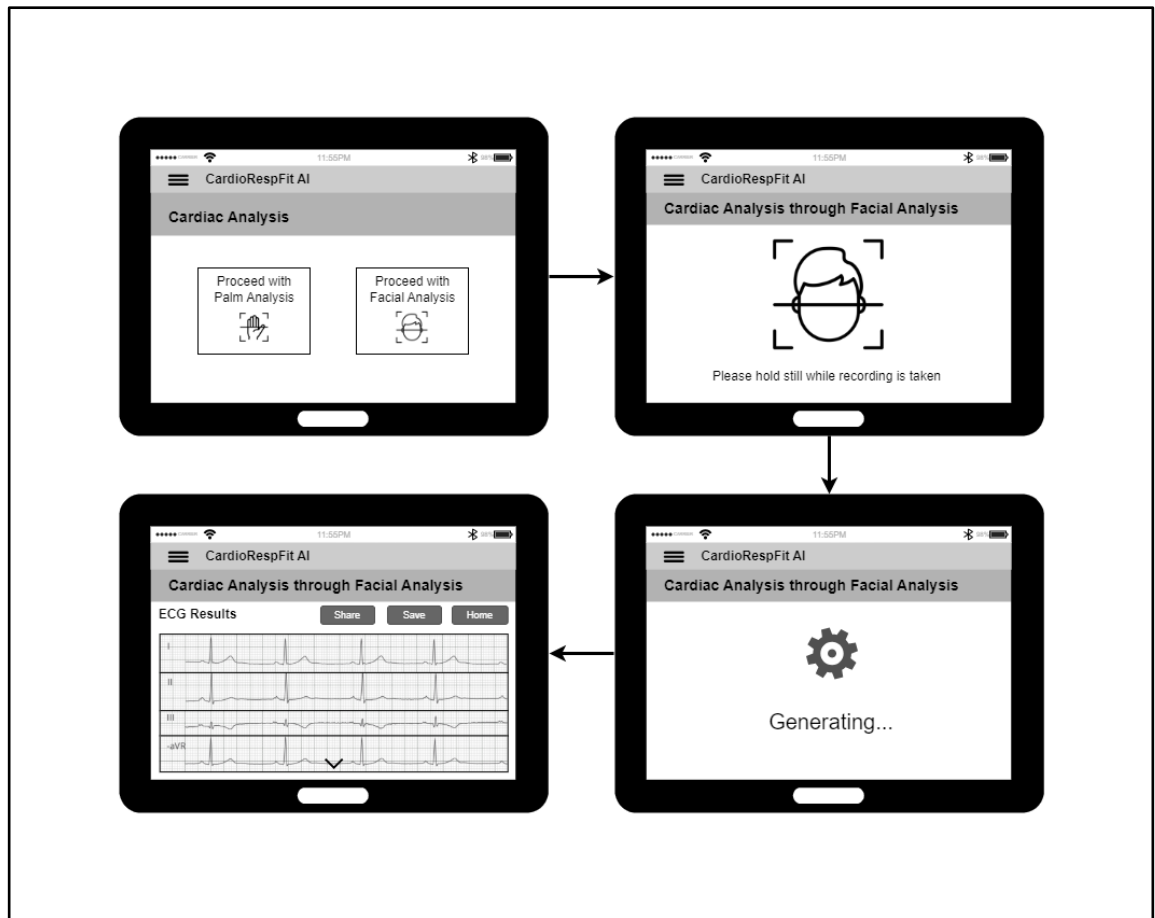 11:55PM
CardioRespFit AI
Cardiac Analysis
Proceed with
Palm Analysis
Proceed with
Facial Analysis
11:55PM
CardioRespFit AI
Cardiac Analysis through Facial Analysis
Please hold still while recording is taken
11:55PM
CardioRespFit AI
Cardiac Analysis through Facial Analysis
Generating...
11:55PM
CardioRespFit AI
Cardiac Analysis through Facial Analysis
ECG Results Share Save Home
I
II
III
-aVR